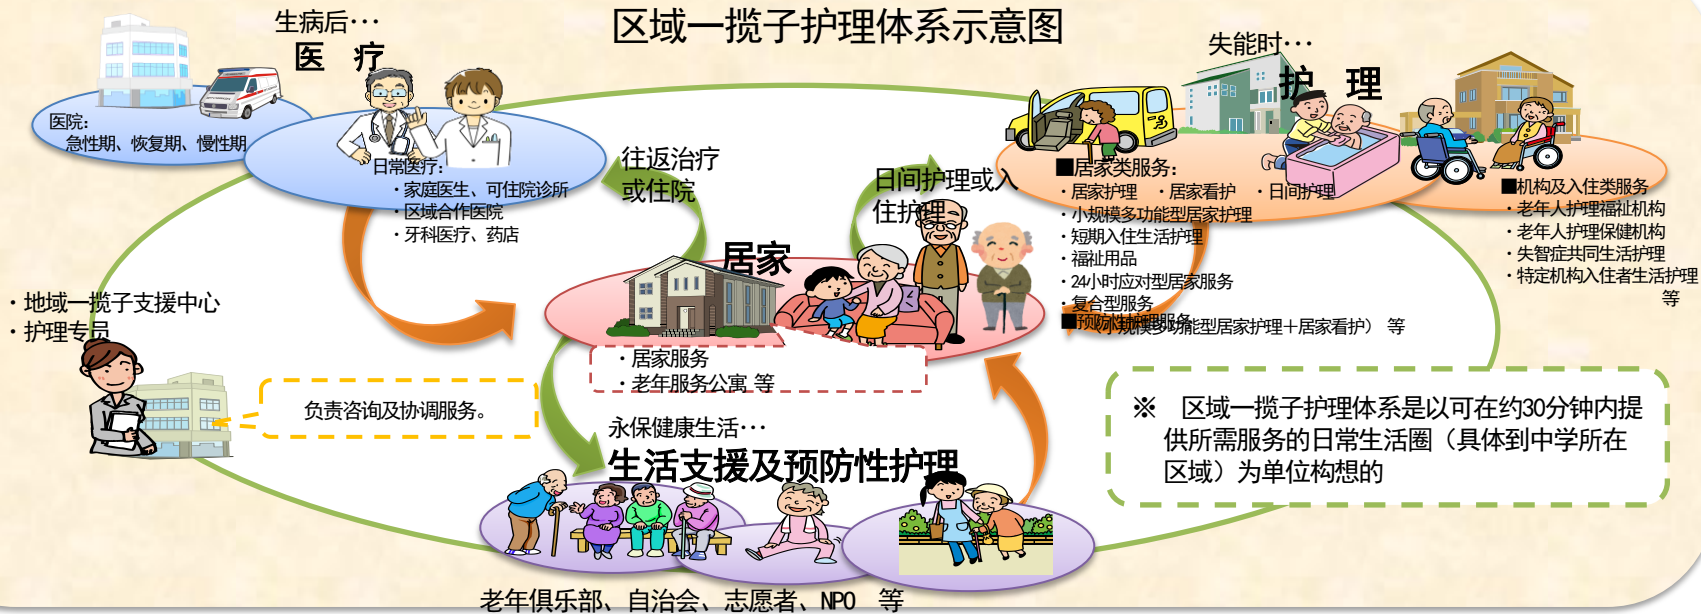 区域一揽子护理体系示意图
生病后…
医　疗
医院：
急性期、恢复期、慢性期
日常医疗：
・家庭医生、可住院诊所
・区域合作医院
・牙科医疗、药店
往返治疗
或住院
日间护理或入
住护理
失能时…
护　理
■居家类服务：
・居家护理　・居家看护　・日间护理
・小规模多功能型居家护理
・短期入住生活护理
・福祉用品
・24小时应对型居家服务
・复合型服务
（小规模多功能型居家护理＋居家看护） 等
■预防性护理服务
■机构及入住类服务
・老年人护理福祉机构
・老年人护理保健机构
・失智症共同生活护理
・特定机构入住者生活护理
等
居家
・居家服务
・老年服务公寓 等
・地域一揽子支援中心
・护理专员
负责咨询及协调服务。
永保健康生活…
生活支援及预防性护理
老年俱乐部、自治会、志愿者、NPO　等
※　区域一揽子护理体系是以可在约30分钟内提
供所需服务的日常生活圈（具体到中学所在
区域）为单位构想的